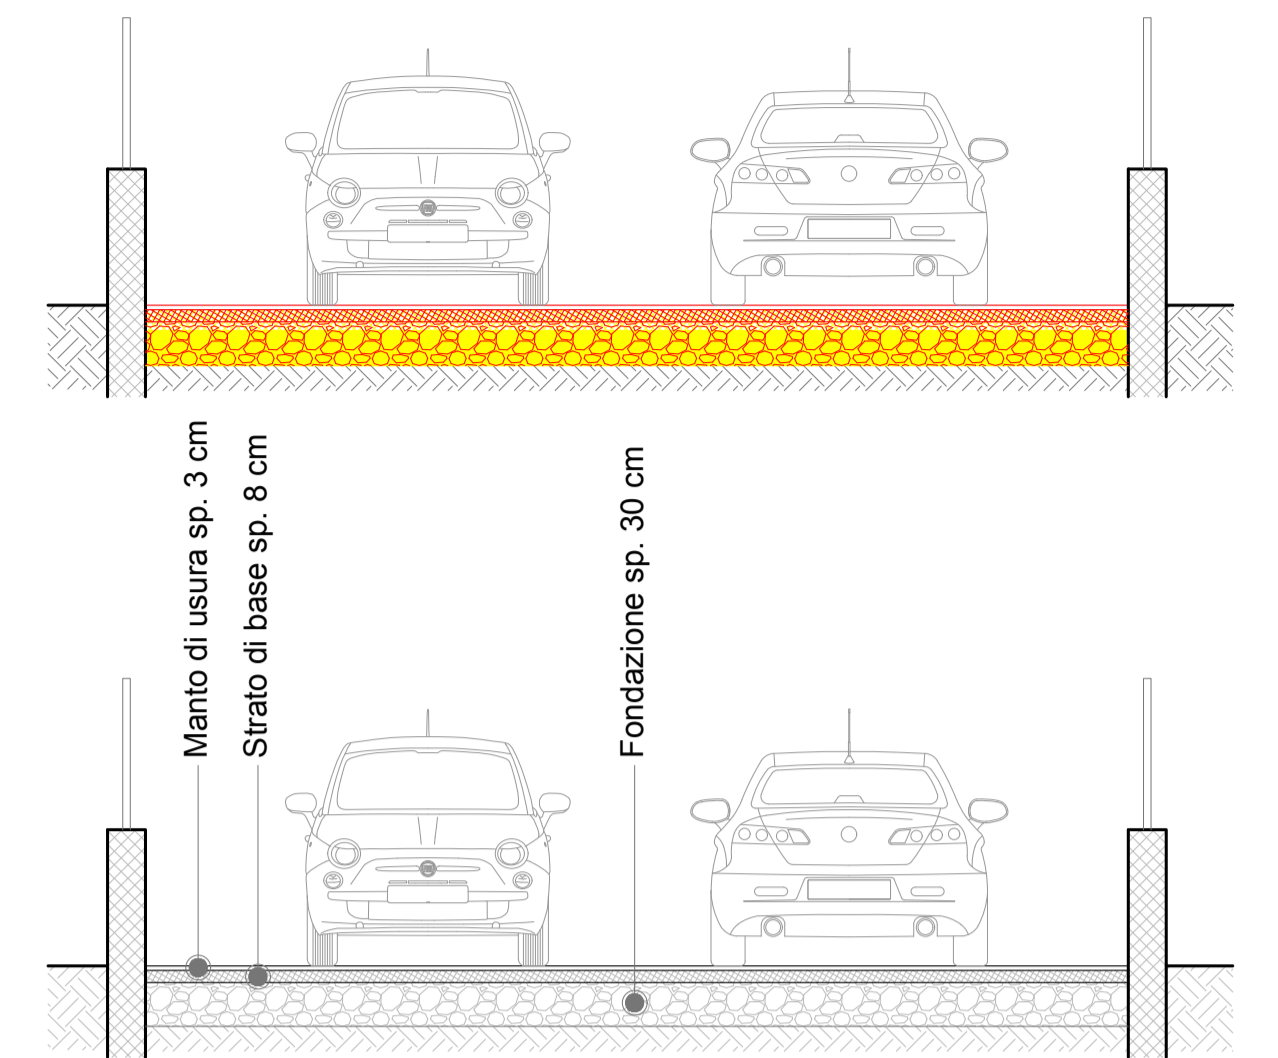 Manto di usura sp. 3 cm
Strato di base sp. 8 cm
Fondazione sp. 30 cm